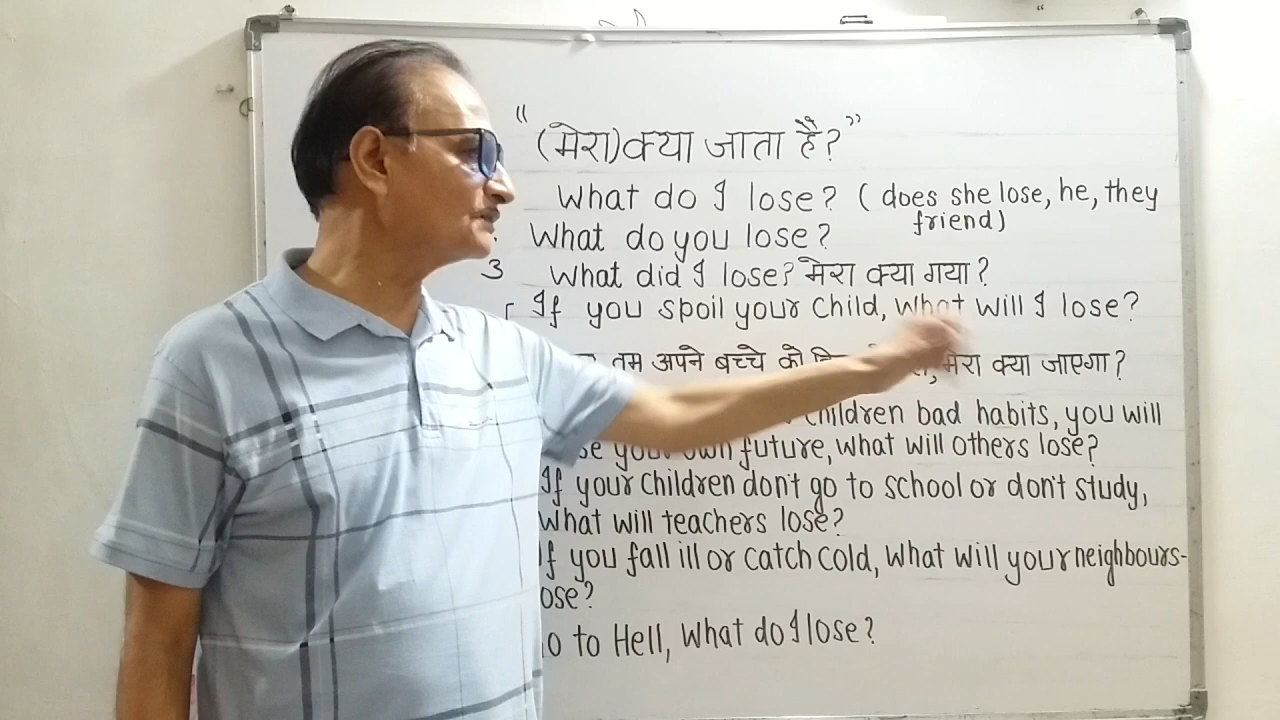 "(मेरा)क्या जाता है?"
What do I lose? (does she lose, he, they
friend)
What do you lose?
3 What did I lose? मेरा क्या गया?
If you spoil your child, What will I lose?
तुम अपने बच्चे को मेरा क्या जाएगा?
children bad habits, you will
your own future, what will others lose?
If your children don't go to school or don't study,
What will teachers lose?
If you fall ill or catch cold, what will your neighbours-
ose?
to Hell, What do I lose?